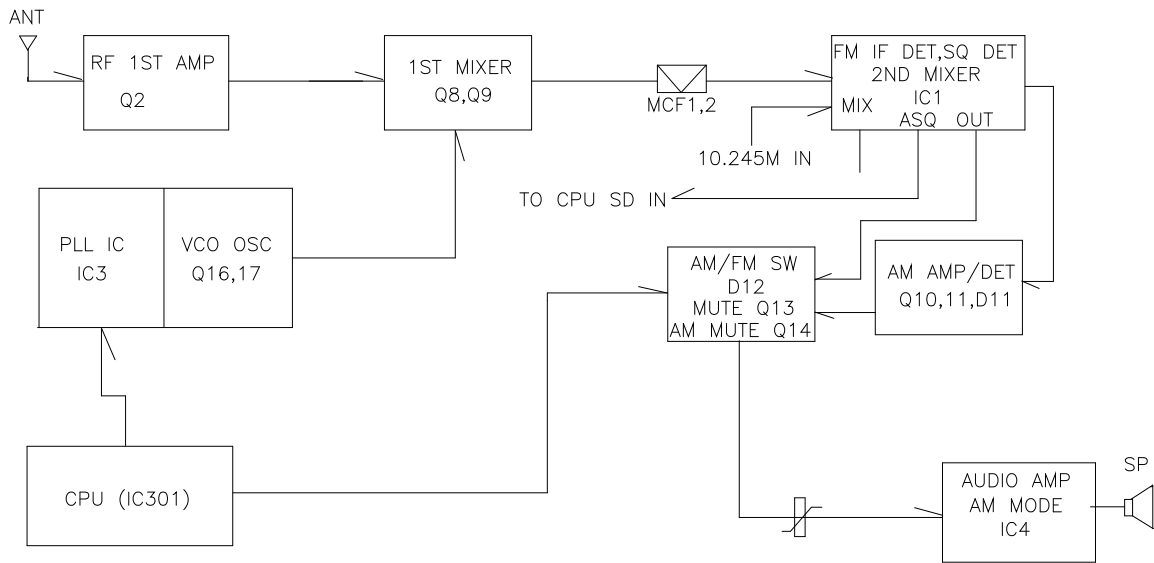 ANT
RF 1ST AMP
Q2
1ST MIXER
Q8,Q9
MCF1,2
FM IF DET,SQ DET
2ND MIXER
IC1
MIX
ASQ OUT
10.245M IN
TO CPU SD IN
PLL IC
IC3
VCO OSC
Q16,17
AM/FM SW
D12
MUTE Q13
AM MUTE Q14
AM AMP/DET
Q10,11,D11
CPU (IC301)
AUDIO AMP
AM MODE
IC4
SP